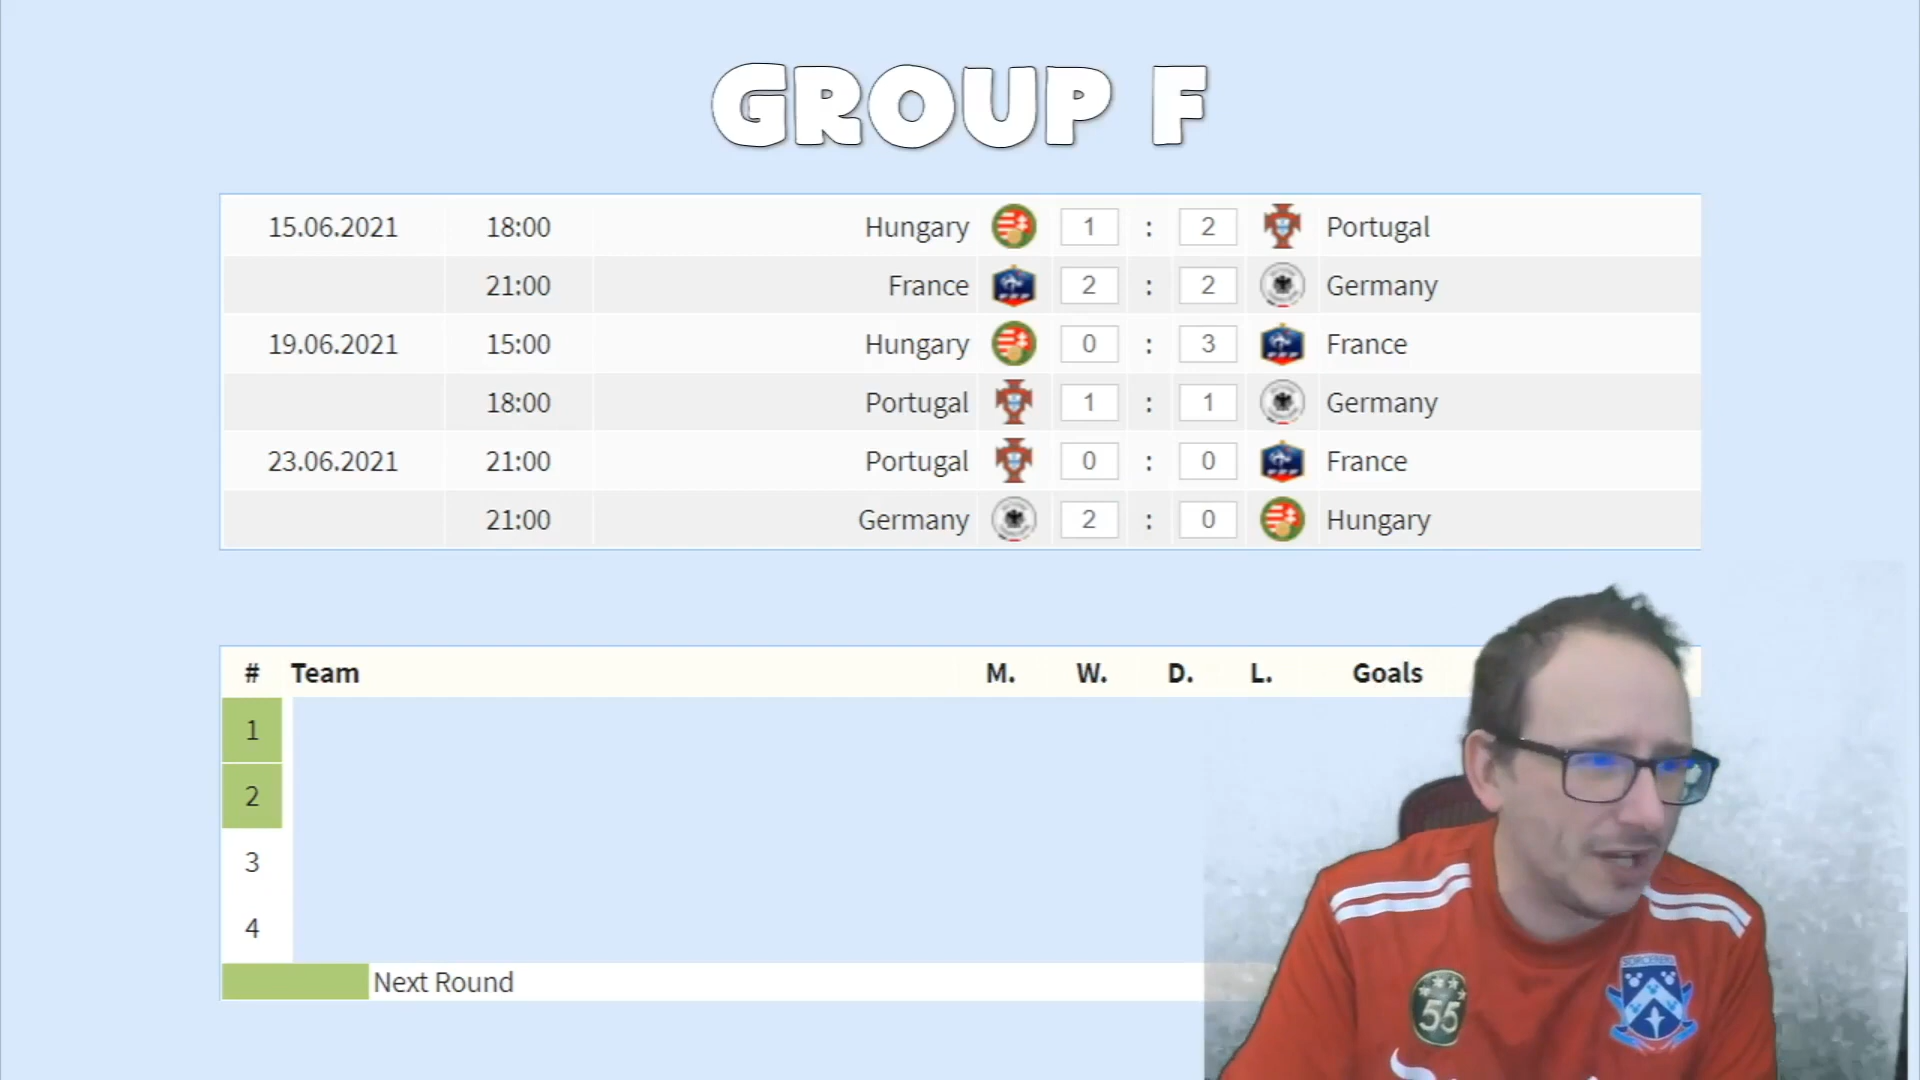 GROUP F
15.06.2021 18:00 Hungary 1 : 2 Portugal
21:00 France 2 : 2 Germany
19.06.2021 15:00 Hungary 0 : 3 France
18:00 Portugal 1 : 1 Germany
23.06.2021 21:00 Portugal 0 : 0 France
21:00 Germany 2 : 0 Hungary
# Team M. W. D. L. Goals
1
2
3
4
Next Round
55